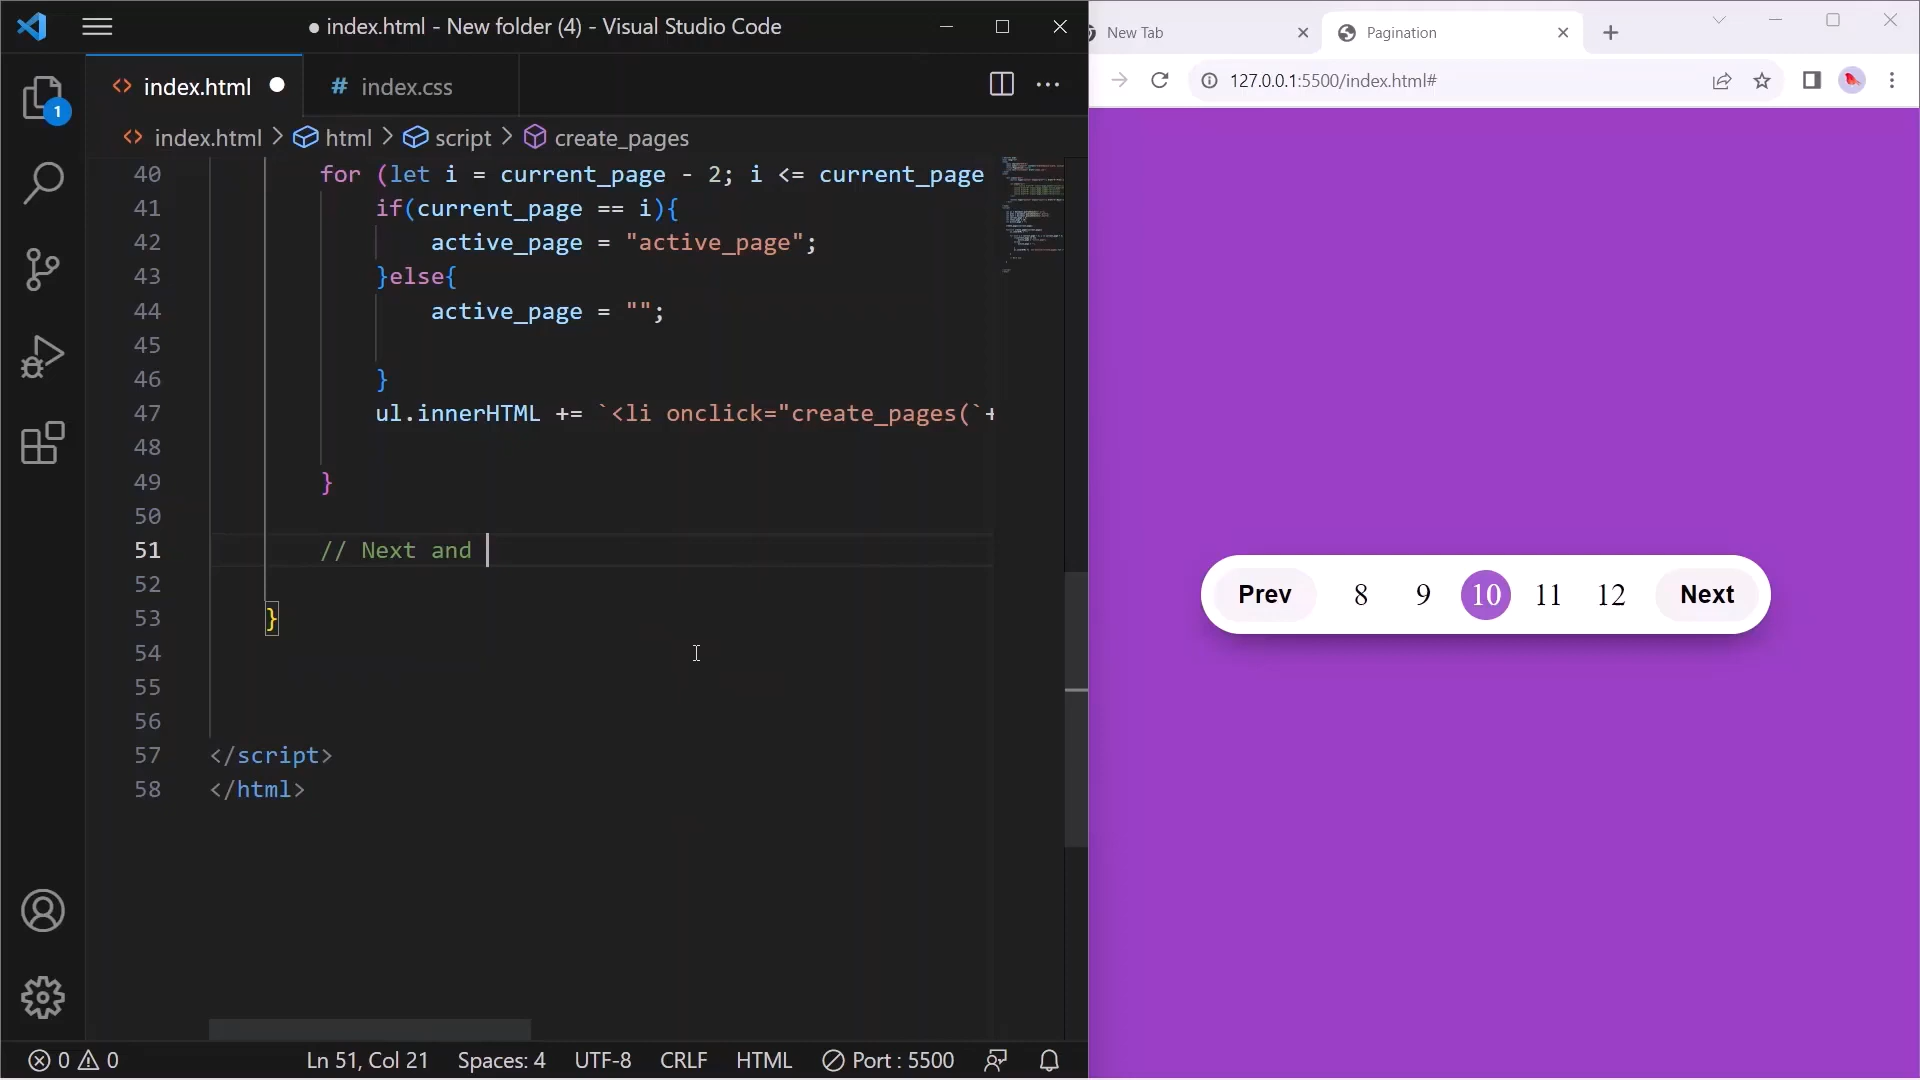 index.html - New folder (4) - Visual Studio Code
index.html
# index.css
index.html > html > script > create_pages
40 for (let i = current_page - 2; i <= current_page
41 if(current_page == i){
42 active_page = "active_page";
43 }else{
44 active_page = "";
45
46 }
47 ul.innerHTML += `<li onclick="create_pages(`+
48
49 }
50
51 // Next and
52
53 }
54
55
56
57 </script>
58 </html>
1
0 0
Ln 51, Col 21
Spaces: 4
UTF-8
CRLF
HTML
Port : 5500
New Tab
Pagination
127.0.0.1:5500/index.html#
Prev 8 9 10 11 12 Next